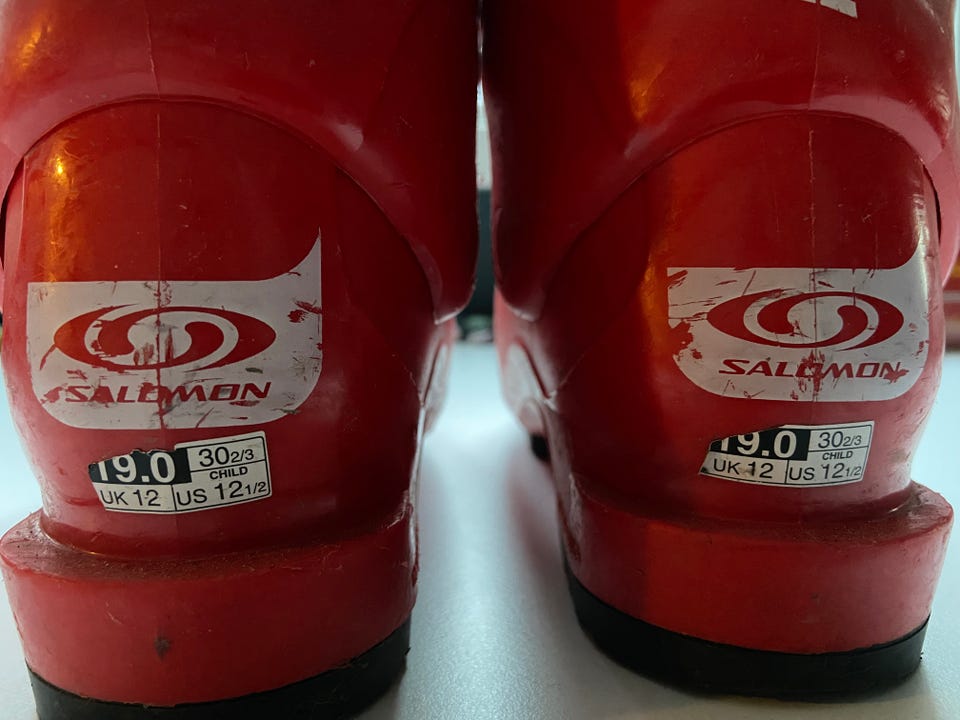 SALOMON
19.0 30 2/3
CHILD
UK 12 US 12 1/2
SALOMON
19.0 30 2/3
CHILD
UK 12 US 12 1/2